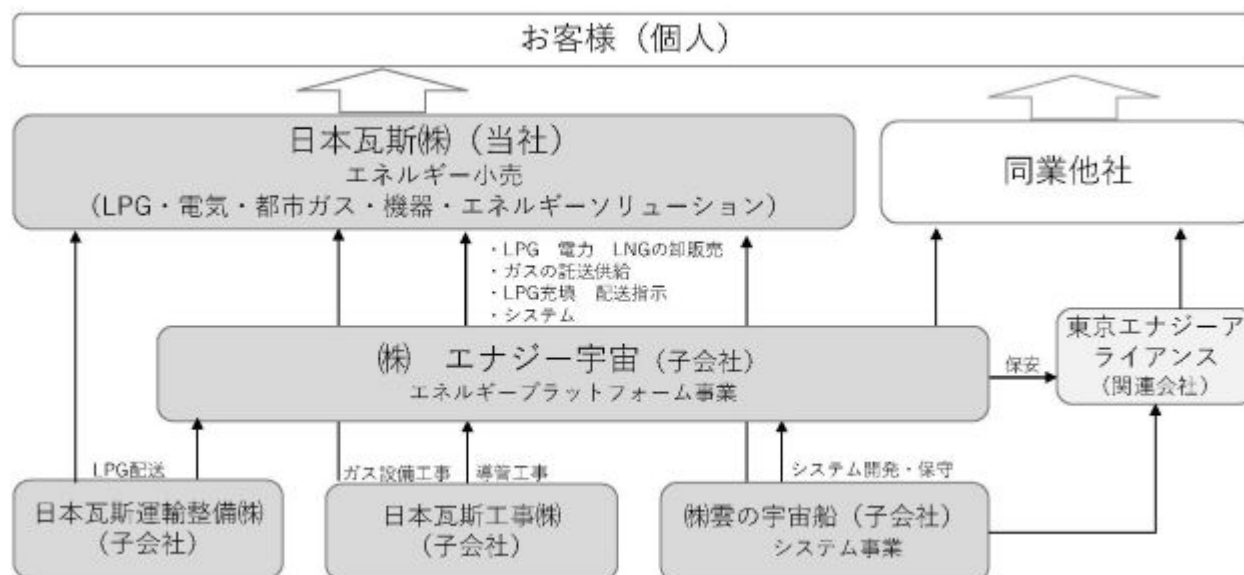 お客様（個人）
日本瓦斯㈱（当社）
エネルギー小売
（LPG・電気・都市ガス・機器・エネルギーソリューション）
同業他社
・LPG　電力　LNGの卸販売
・ガスの託送供給
・LPG充填　配送指示
・システム
㈱　エナジー宇宙（子会社）
エネルギープラットフォーム事業
保安
東京エナジーア
ライアンス
（関連会社）
LPG配送
ガス設備工事
導管工事
システム開発・保守
日本瓦斯運輸整備㈱
（子会社）
日本瓦斯工事㈱
（子会社）
㈱雲の宇宙船（子会社）
システム事業